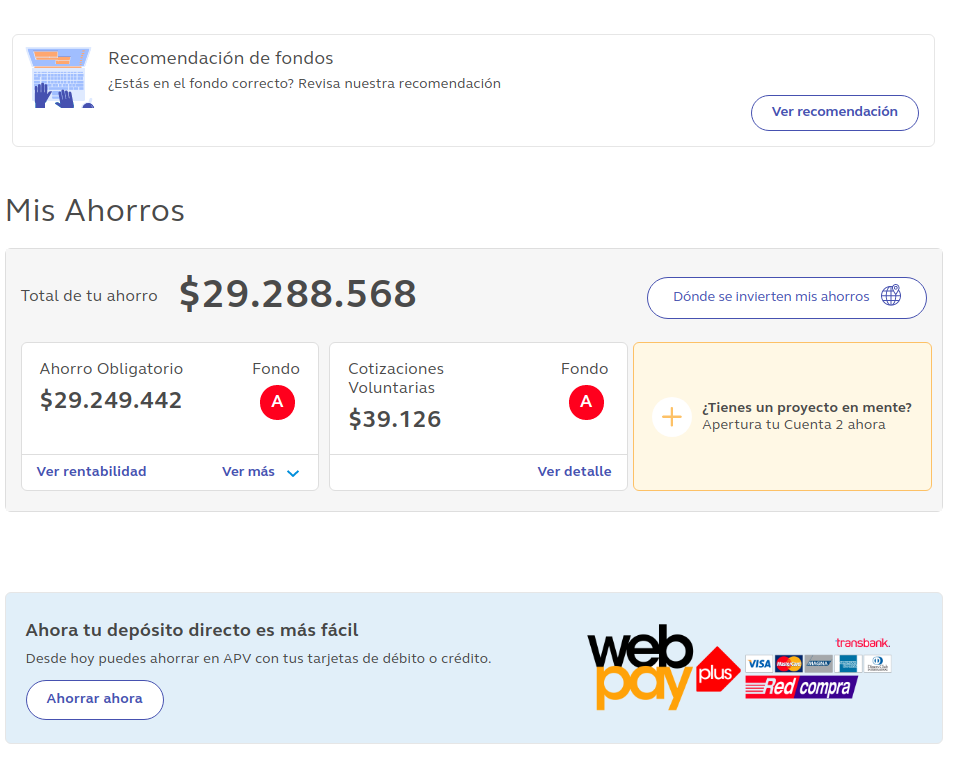 Recomendación de fondos
¿Estás en el fondo correcto? Revisa nuestra recomendación
Ver recomendación
Mis Ahorros
Total de tu ahorro $29.288.568
Dónde se invierten mis ahorros
Ahorro Obligatorio Fondo
$29.249.442 A
Ver rentabilidad Ver más
Cotizaciones Fondo
Voluntarias A
$39.126
Ver detalle
¿Tienes un proyecto en mente?
Apertura tu Cuenta 2 ahora
Ahora tu depósito directo es más fácil
Desde hoy puedes ahorrar en APV con tus tarjetas de débito o crédito.
Ahorrar ahora
web
pay plus
transbank.
VISA MasterCard MAGNA
Redcompra